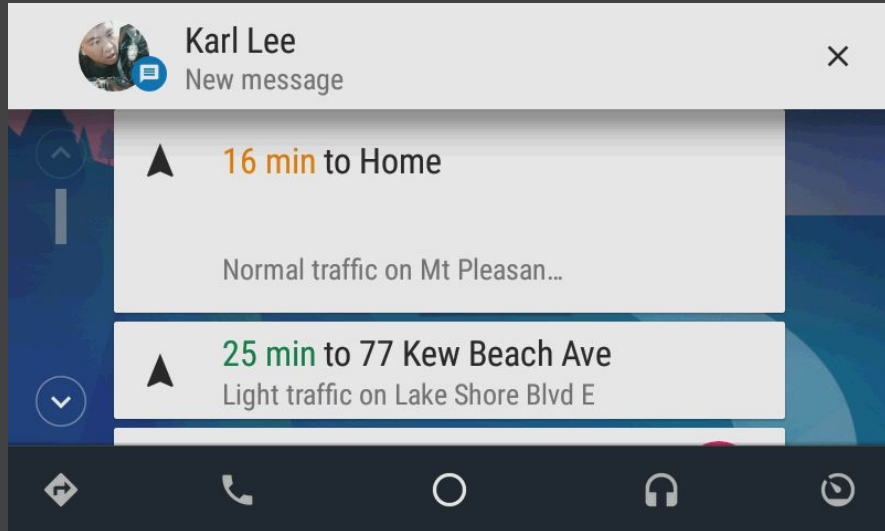 Karl Lee
New message
16 min to Home
Normal traffic on Mt Pleasan…
25 min to 77 Kew Beach Ave
Light traffic on Lake Shore Blvd E